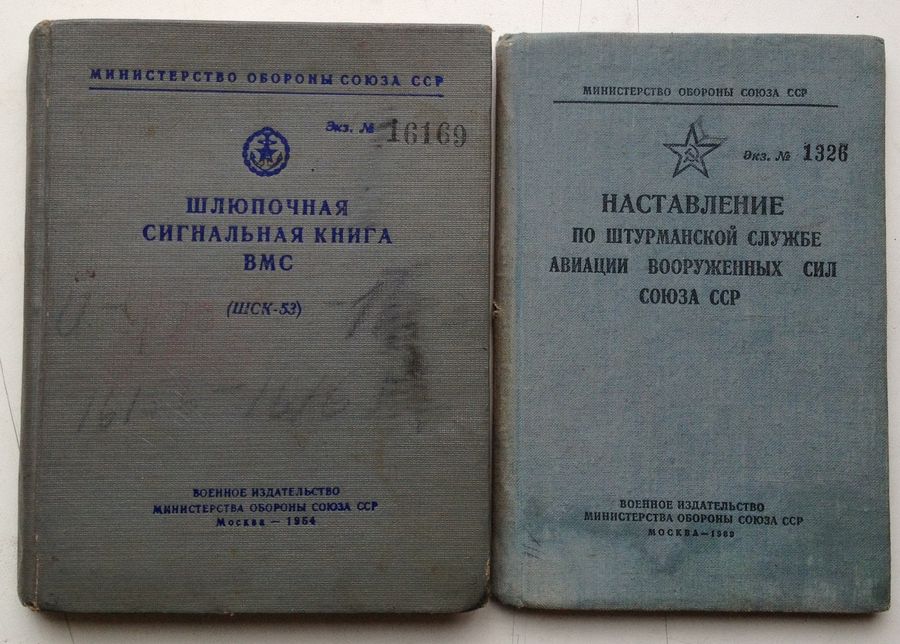 МИНИСТЕРСТВО ОБОРОНЫ СОЮЗА ССР
Экз. № 16169
ШЛЮПОЧНАЯ
СИГНАЛЬНАЯ КНИГА
ВМС
(ШСК-53)
ВОЕННОЕ ИЗДАТЕЛЬСТВО
МИНИСТЕРСТВА ОБОРОНЫ СОЮЗА ССР
Москва — 1954
МИНИСТЕРСТВО ОБОРОНЫ СОЮЗА ССР
Экз. № 1326
НАСТАВЛЕНИЕ
ПО ШТУРМАНСКОЙ СЛУЖБЕ
АВИАЦИИ ВООРУЖЕННЫХ СИЛ
СОЮЗА ССР
ВОЕННОЕ ИЗДАТЕЛЬСТВО
МИНИСТЕРСТВА ОБОРОНЫ СОЮЗА ССР
МОСКВА—1969